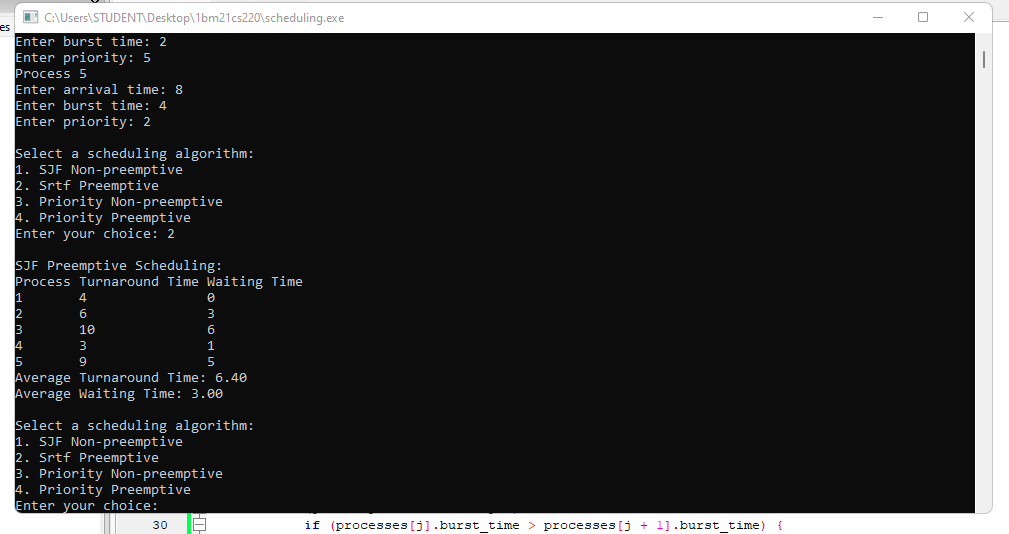 C:\Users\STUDENT\Desktop\1bm21cs220\scheduling.exe
es
Enter burst time: 2
Enter priority: 5
Process 5
Enter arrival time: 8
Enter burst time: 4
Enter priority: 2
Select a scheduling algorithm:
1. SJF Non-preemptive
2. Srtf Preemptive
3. Priority Non-preemptive
4. Priority Preemptive
Enter your choice: 2
SJF Preemptive Scheduling:
Process Turnaround Time Waiting Time
1 4 0
2 6 3
3 10 6
4 3 1
5 9 5
Average Turnaround Time: 6.40
Average Waiting Time: 3.00
Select a scheduling algorithm:
1. SJF Non-preemptive
2. Srtf Preemptive
3. Priority Non-preemptive
4. Priority Preemptive
Enter your choice:
30 if (processes[j].burst_time > processes[j + 1].burst_time) {